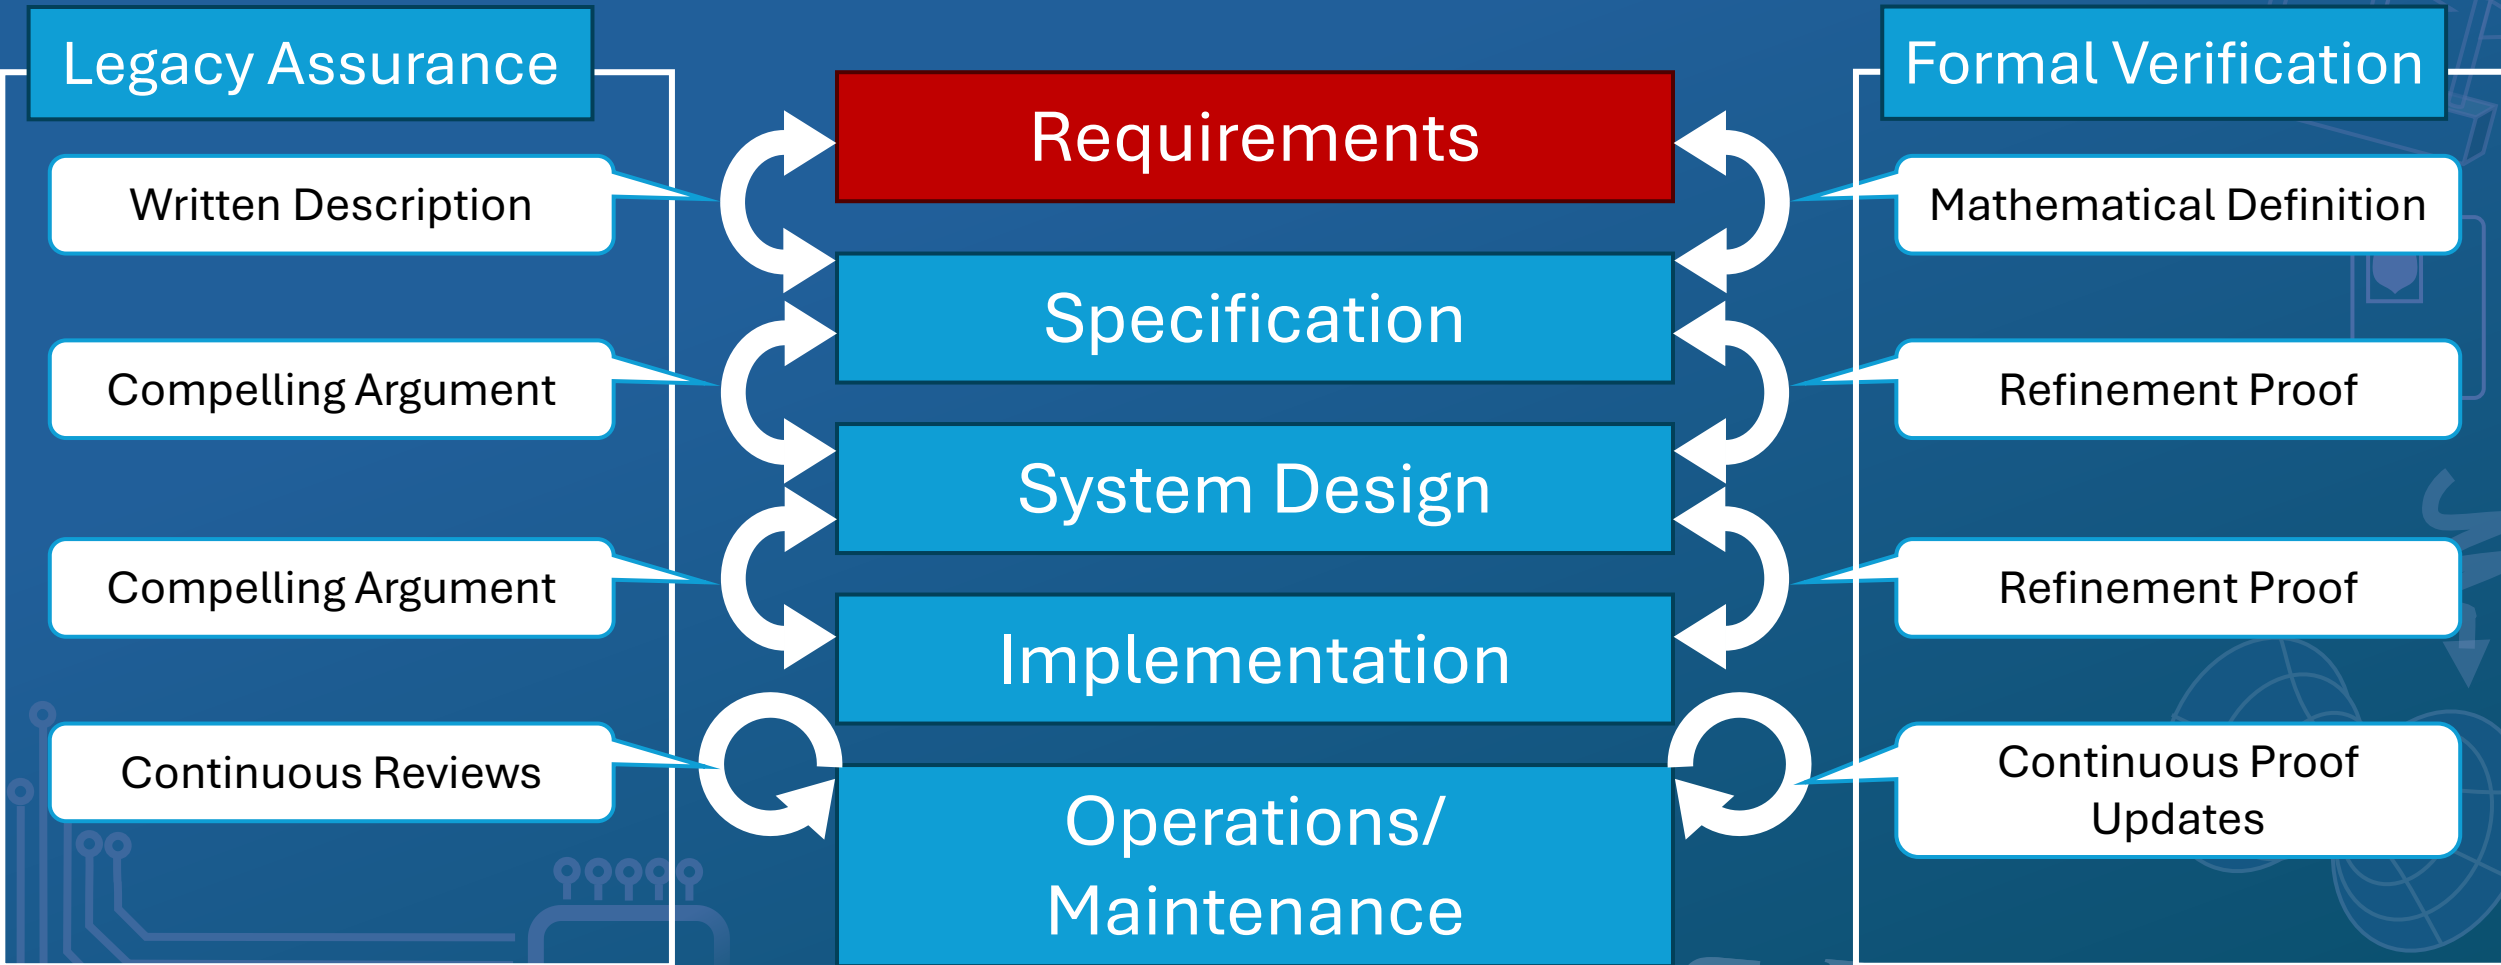 Legacy Assurance
Written Description
Compelling Argument
Compelling Argument
Continuous Reviews
Requirements
Specification
System Design
Implementation
Operations/
Maintenance
Formal Verification
Mathematical Definition
Refinement Proof
Refinement Proof
Continuous Proof
Updates